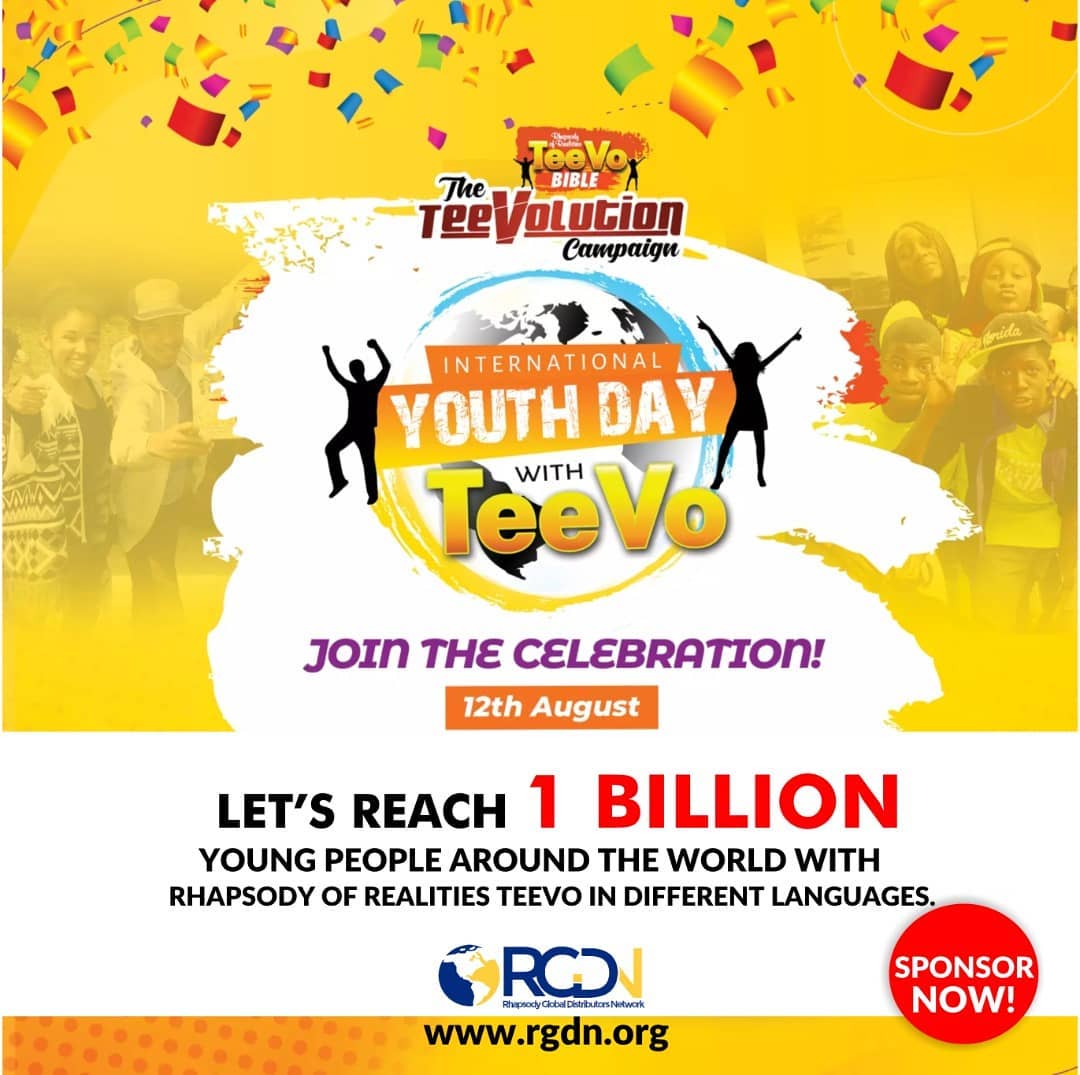 Rhapsody
of Realities
TeeVo
BIBLE
The
TeeVolution
Campaign
INTERNATIONAL
YOUTH DAY
WITH
TeeVo
JOIN THE CELEBRATION!
12th August
LET'S REACH 1 BILLION
YOUNG PEOPLE AROUND THE WORLD WITH
RHAPSODY OF REALITIES TEEVO IN DIFFERENT LANGUAGES.
SPONSOR
NOW!
RGDN
Rhapsody Global Distributors Network
www.rgdn.org